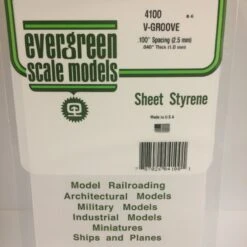 evergreen
scale models
4100
V-GROOVE
.100" Spacing (2.5 mm)
.040" Thick (1.0 mm)
Sheet Styrene
Made in U.S.A.
Model Railroading
Architectural Models
Military Models
Industrial Models
Miniatures
Ships and Planes